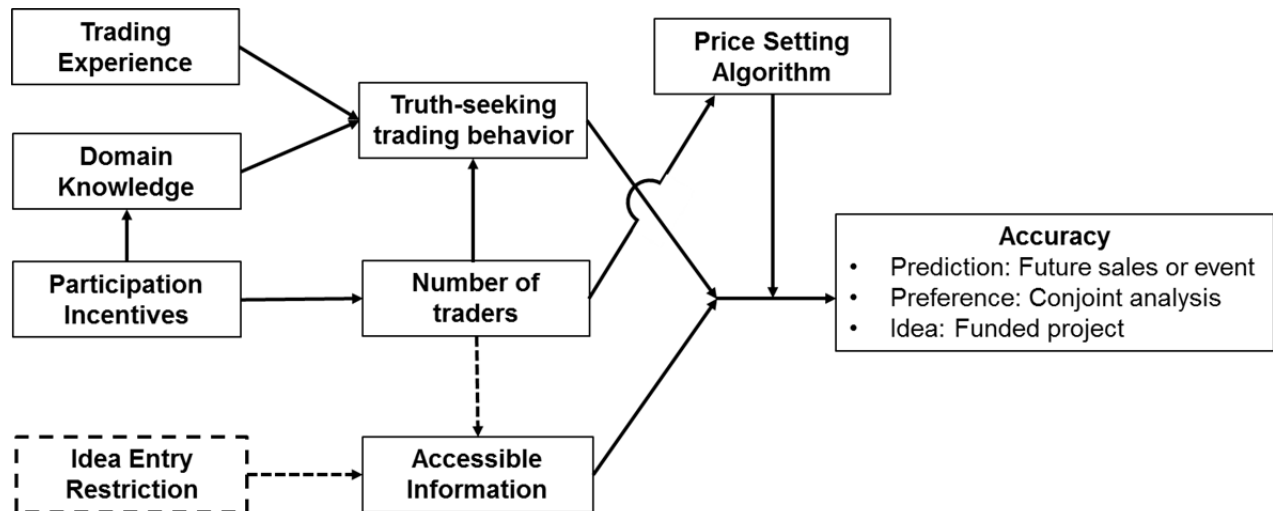 Trading
Experience
Price Setting
Algorithm
Truth-seeking
trading behavior
Domain
Knowledge
Participation
Incentives
Number of
traders
Accuracy
• Prediction: Future sales or event
• Preference: Conjoint analysis
• Idea: Funded project
Idea Entry
Restriction
Accessible
Information